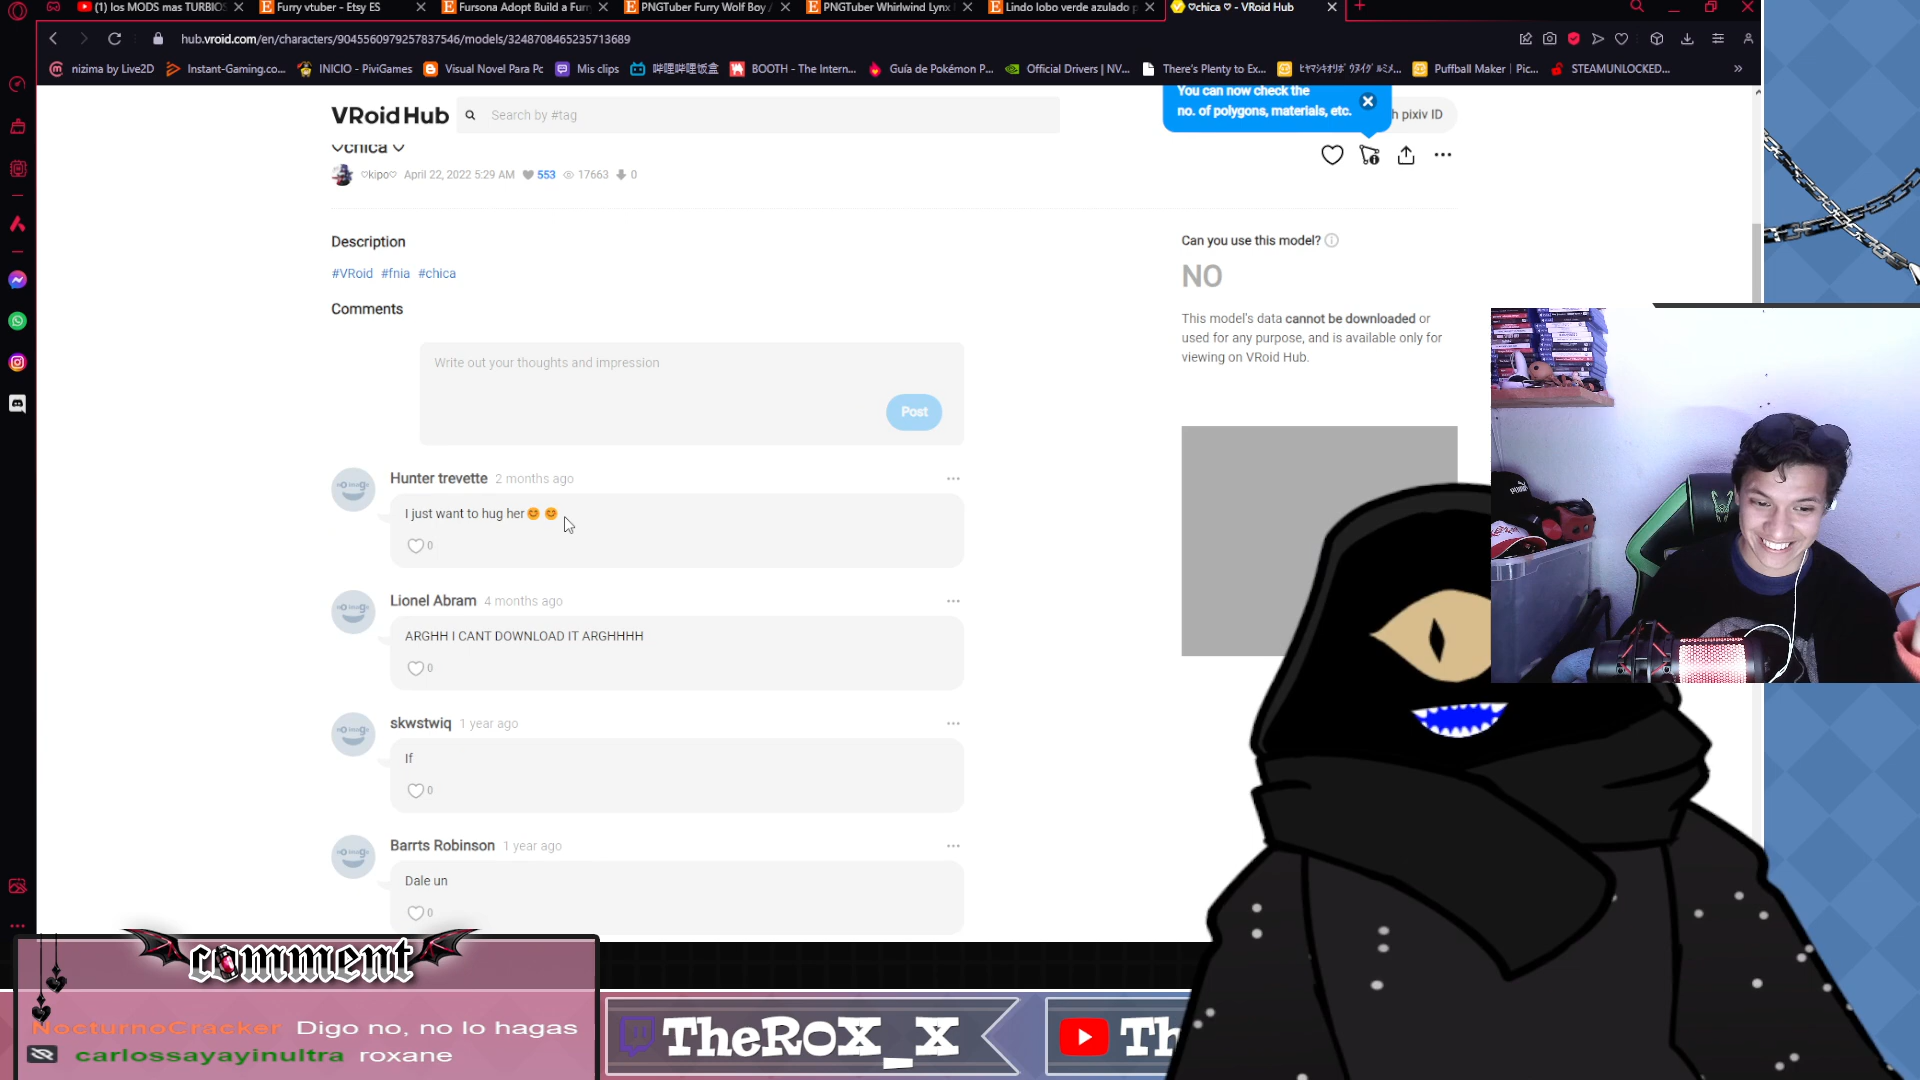 (1) los MODS mas TURBIOS
Furry vtuber - Etsy ES
Fursona Adopt Build a Furr
PNGTuber Furry Wolf Boy /
PNGTuber Whirlwind Lynx
Lindo lobo verde azulado p
♡chica ♡ - VRoid Hub
hub.vroid.com/en/characters/9045560979257837546/models/3248708465235713689
nizima by Live2D
Instant-Gaming.co...
INICIO - PiviGames
Visual Novel Para Pc
Mis clips
哔哩哔哩饭盒
BOOTH - The Intern...
Guía de Pokémon P...
Official Drivers | NV...
There's Plenty to Ex...
Puffball Maker | Pic...
STEAMUNLOCKED...
VRoid Hub
Search by #tag
You can now check the
no. of polygons, materials, etc.
h pixiv ID
♡chica ♡
♡kipo♡ April 22, 2022 5:29 AM 553 17663 0
Description
#VRoid #fnia #chica
Comments
Write out your thoughts and impression
Post
Can you use this model?
NO
This model's data cannot be downloaded or
used for any purpose, and is available only for
viewing on VRoid Hub.
Hunter trevette 2 months ago
I just want to hug her😊 😊
0
Lionel Abram 4 months ago
ARGHH I CANT DOWNLOAD IT ARGHHHH
0
skwstwiq 1 year ago
If
0
Barrts Robinson 1 year ago
Dale un
0
comment
NocturnoCracker Digo no, no lo hagas
carlossayayinultra roxane
TheROX_X
Th